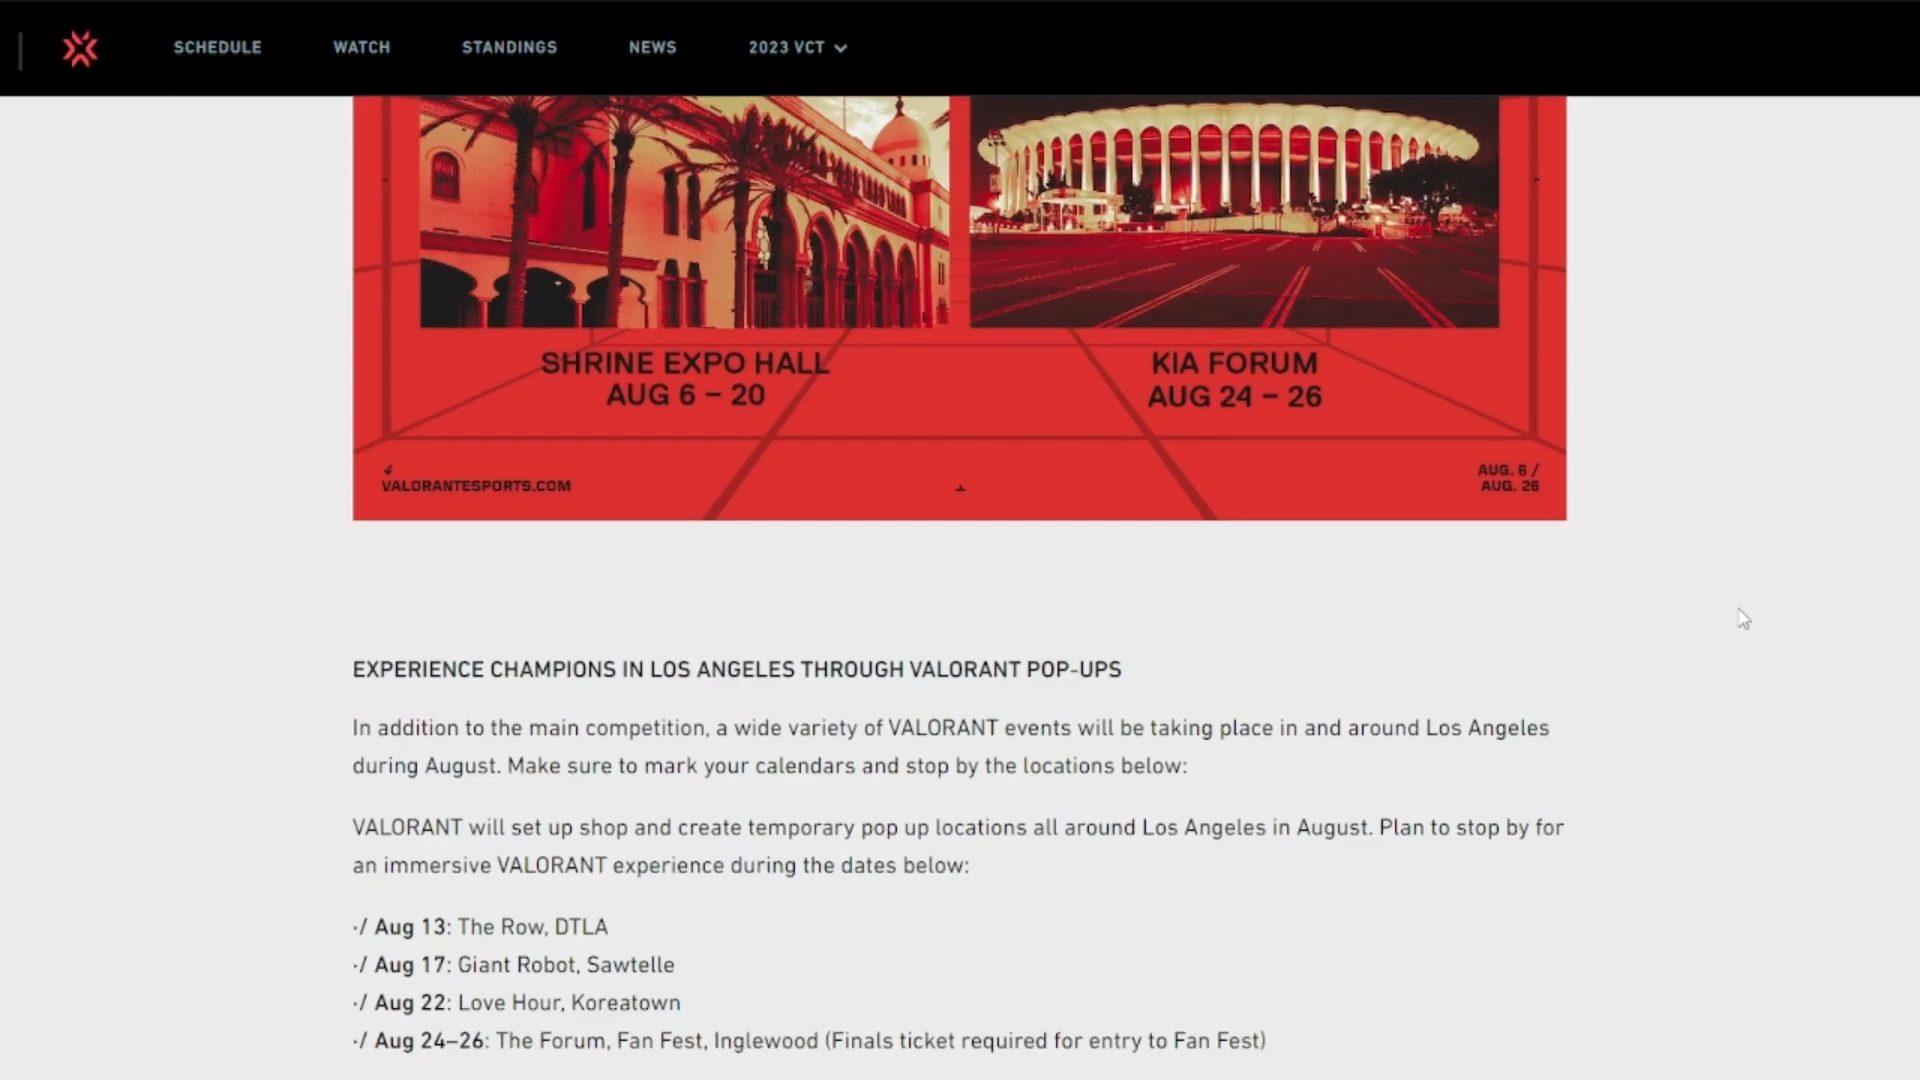 SCHEDULE WATCH STANDINGS NEWS 2023 VCT
SHRINE EXPO HALL
AUG 6 – 20
KIA FORUM
AUG 24 – 26
VALORANTESPORTS.COM
AUG. 6 /
AUG. 26
EXPERIENCE CHAMPIONS IN LOS ANGELES THROUGH VALORANT POP-UPS
In addition to the main competition, a wide variety of VALORANT events will be taking place in and around Los Angeles
during August. Make sure to mark your calendars and stop by the locations below:
VALORANT will set up shop and create temporary pop up locations all around Los Angeles in August. Plan to stop by for
an immersive VALORANT experience during the dates below:
·/ Aug 13: The Row, DTLA
·/ Aug 17: Giant Robot, Sawtelle
·/ Aug 22: Love Hour, Koreatown
·/ Aug 24–26: The Forum, Fan Fest, Inglewood (Finals ticket required for entry to Fan Fest)